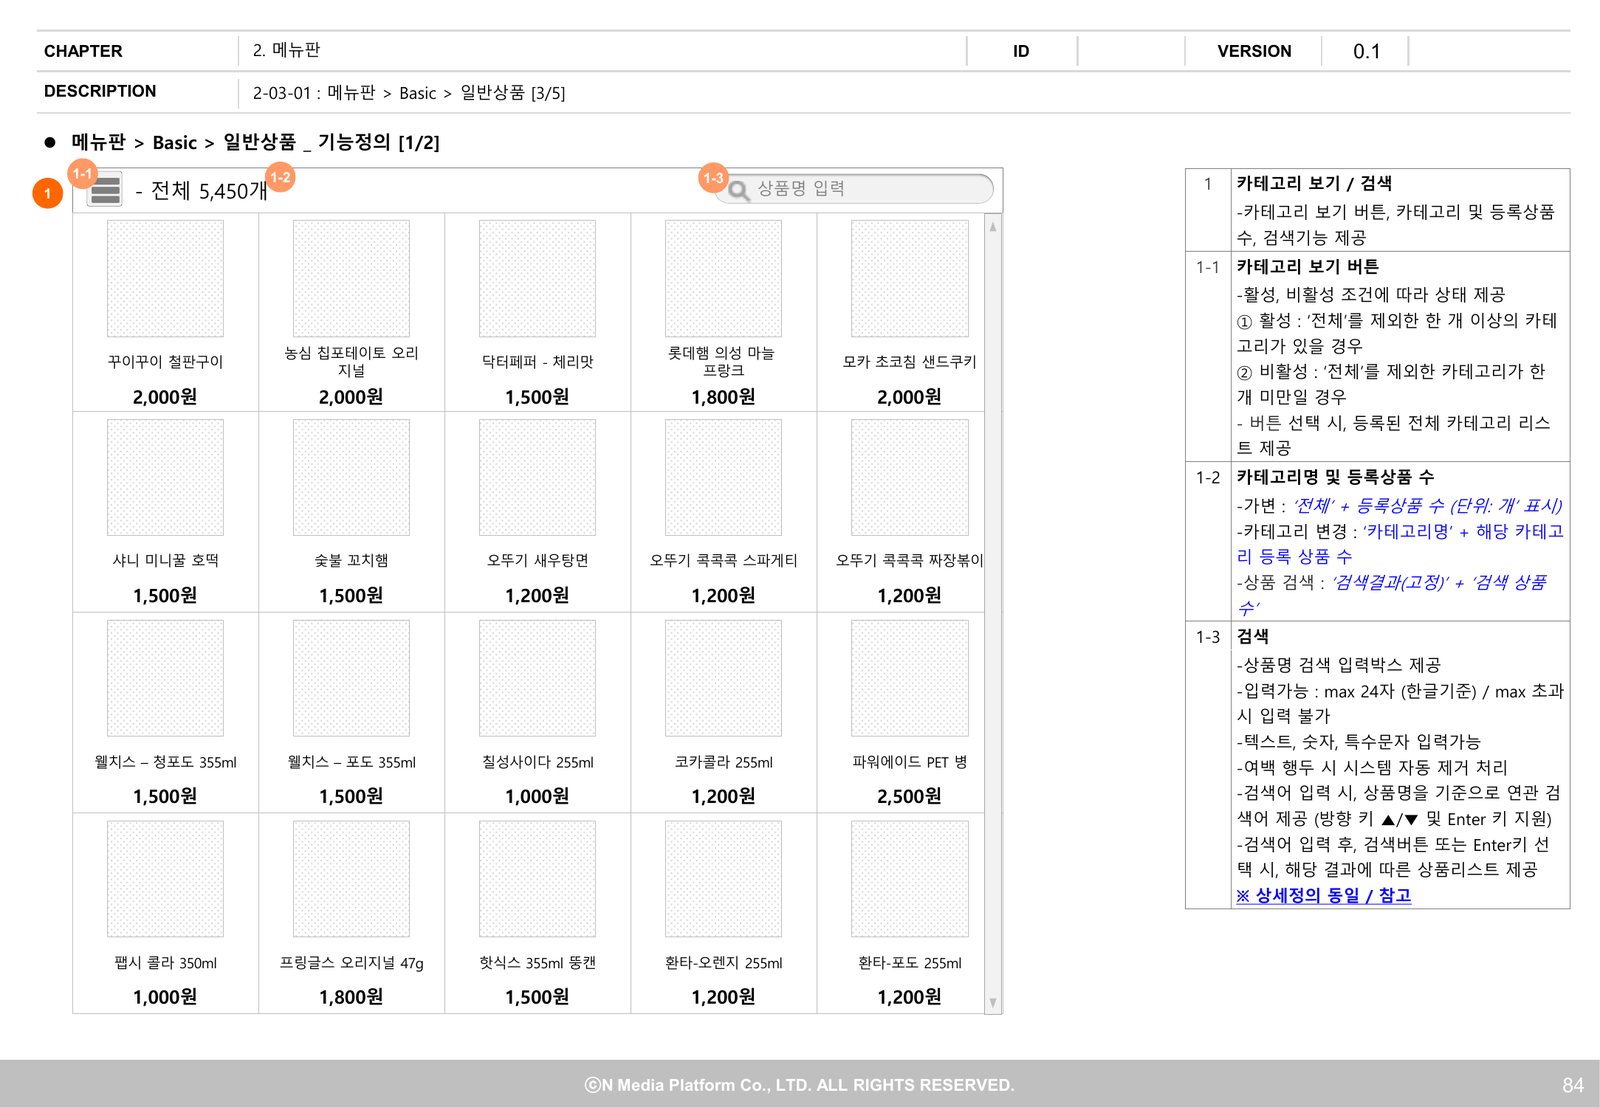 CHAPTER 2. 메뉴판 ID VERSION 0.1
DESCRIPTION 2-03-01 : 메뉴판 > Basic > 일반상품 [3/5]
● 메뉴판 > Basic > 일반상품 _ 기능정의 [1/2]
1
1-1
- 전체 5,450개
1-2
1-3
상품명 입력
꾸이꾸이 철판구이
2,000원
농심 칩포테이토 오리
지널
2,000원
닥터페퍼 - 체리맛
1,500원
롯데햄 의성 마늘
프랑크
1,800원
모카 초코침 샌드쿠키
2,000원
샤니 미니꿀 호떡
1,500원
숯불 꼬치햄
1,500원
오뚜기 새우탕면
1,200원
오뚜기 콕콕콕 스파게티
1,200원
오뚜기 콕콕콕 짜장볶이
1,200원
웰치스 – 청포도 355ml
1,500원
웰치스 – 포도 355ml
1,500원
칠성사이다 255ml
1,000원
코카콜라 255ml
1,200원
파워에이드 PET 병
2,500원
팹시 콜라 350ml
1,000원
프링글스 오리지널 47g
1,800원
핫식스 355ml 뚱캔
1,500원
환타-오렌지 255ml
1,200원
환타-포도 255ml
1,200원
1 카테고리 보기 / 검색
-카테고리 보기 버튼, 카테고리 및 등록상품
수, 검색기능 제공
1-1 카테고리 보기 버튼
-활성, 비활성 조건에 따라 상태 제공
① 활성 : ‘전체’를 제외한 한 개 이상의 카테
고리가 있을 경우
② 비활성 : ‘전체’를 제외한 카테고리가 한
개 미만일 경우
- 버튼 선택 시, 등록된 전체 카테고리 리스
트 제공
1-2 카테고리명 및 등록상품 수
-가변 : ‘전체’ + 등록상품 수 (단위: 개’ 표시)
-카테고리 변경 : ‘카테고리명’ + 해당 카테고
리 등록 상품 수
-상품 검색 : ‘검색결과(고정)’ + ‘검색 상품
수’
1-3 검색
-상품명 검색 입력박스 제공
-입력가능 : max 24자 (한글기준) / max 초과
시 입력 불가
-텍스트, 숫자, 특수문자 입력가능
-여백 행두 시 시스템 자동 제거 처리
-검색어 입력 시, 상품명을 기준으로 연관 검
색어 제공 (방향 키 ▲/▼ 및 Enter 키 지원)
-검색어 입력 후, 검색버튼 또는 Enter키 선
택 시, 해당 결과에 따른 상품리스트 제공
※ 상세정의 동일 / 참고
ⓒN Media Platform Co., LTD. ALL RIGHTS RESERVED.
84